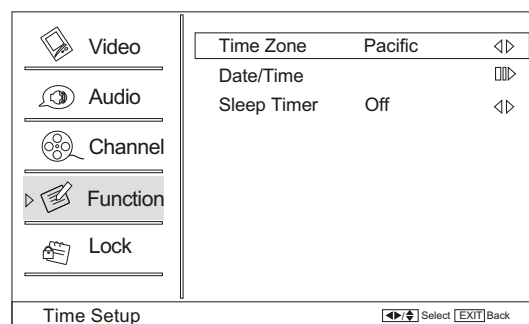 Video
Audio
Channel
Function
Lock
Time Zone Pacific
Date/Time
Sleep Timer Off
Time Setup Select EXIT Back